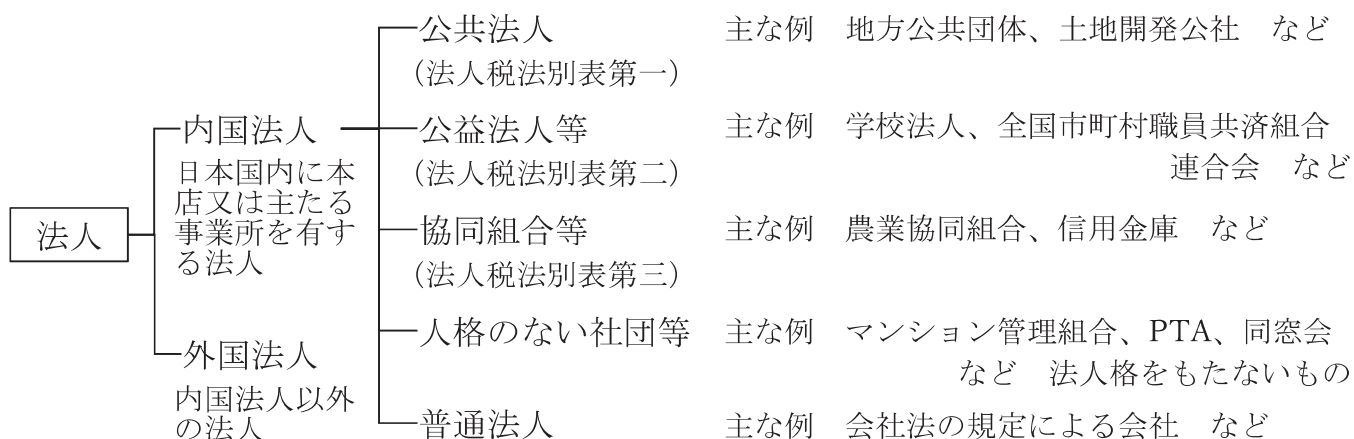 法人
内国法人
日本国内に本
店又は主たる
事業所を有す
る法人
外国法人
内国法人以外
の法人
公共法人 主な例 地方公共団体、土地開発公社 など
(法人税法別表第一)
公益法人等 主な例 学校法人、全国市町村職員共済組合
連合会 など
(法人税法別表第二)
協同組合等 主な例 農業協同組合、信用金庫 など
(法人税法別表第三)
人格のない社団等 主な例 マンション管理組合、PTA、同窓会
など 法人格をもたないもの
普通法人 主な例 会社法の規定による会社 など